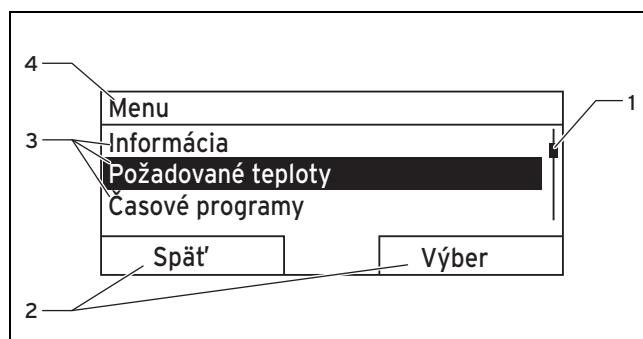 4
Menu
1
3
Informácia
Požadované teploty
Časové programy
Späť
Výber
2